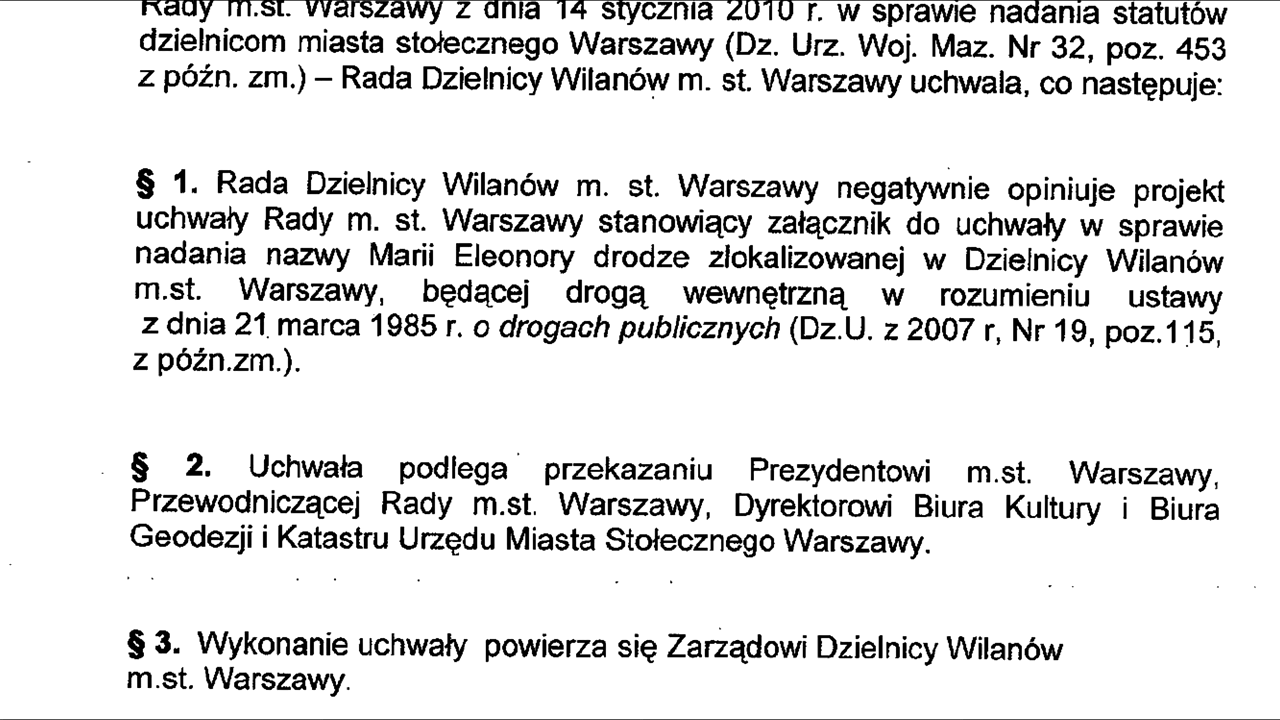 Rady m.st. Warszawy z dnia 14 stycznia 2010 r. w sprawie nadania statutów
dzielnicom miasta stołecznego Warszawy (Dz. Urz. Woj. Maz. Nr 32, poz. 453
z późn. zm.) – Rada Dzielnicy Wilanów m. st. Warszawy uchwala, co następuje:
§ 1. Rada Dzielnicy Wilanów m. st. Warszawy negatywnie opiniuje projekt
uchwały Rady m. st. Warszawy stanowiący załącznik do uchwały w sprawie
nadania nazwy Marii Eleonory drodze zlokalizowanej w Dzielnicy Wilanów
m.st. Warszawy, będącej drogą wewnętrzną w rozumieniu ustawy
z dnia 21 marca 1985 r. o drogach publicznych (Dz.U. z 2007 r, Nr 19, poz.115,
z późn.zm.).
§ 2. Uchwała podlega przekazaniu Prezydentowi m.st. Warszawy,
Przewodniczącej Rady m.st. Warszawy, Dyrektorowi Biura Kultury i Biura
Geodezji i Katastru Urzędu Miasta Stołecznego Warszawy.
§ 3. Wykonanie uchwały powierza się Zarządowi Dzielnicy Wilanów
m.st. Warszawy.